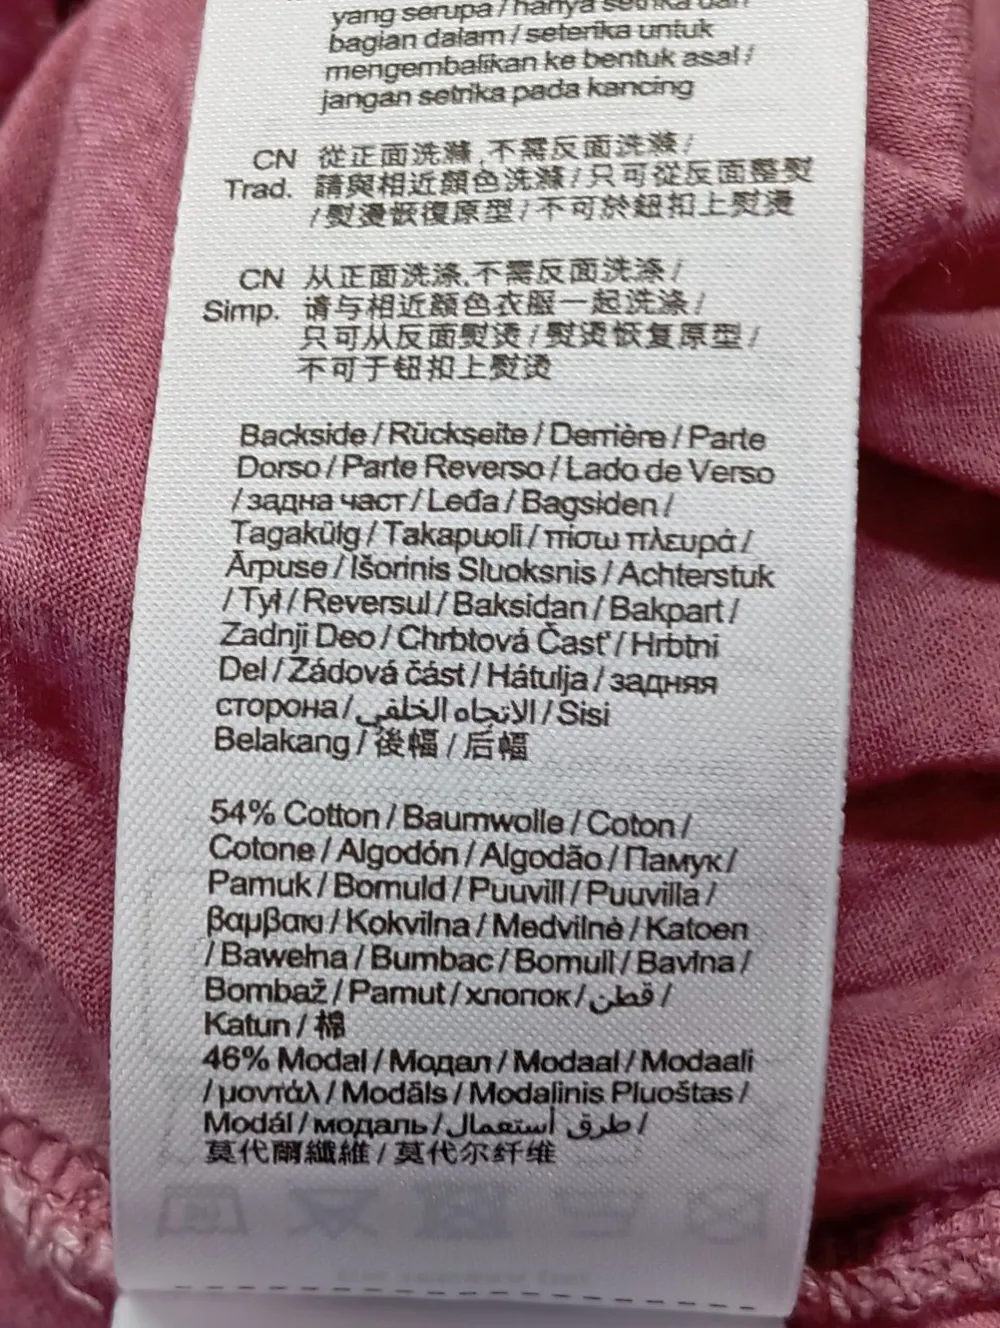 yang serupa / hanya setrika dari
bagian dalam / seterika untuk
mengembalikan ke bentuk asal /
jangan setrika pada kancing
CN 從正面洗滌,不需反面洗滌 /
Trad. 請與相近顏色洗滌 / 只可從反面整熨
/ 熨燙恢復原型 / 不可於鈕扣上熨燙
CN 从正面洗涤,不需反面洗涤 /
Simp. 请与相近颜色衣服一起洗涤 /
只可从反面熨烫 / 熨烫恢复原型 /
不可于钮扣上熨烫
Backside / Rückseite / Derrière / Parte
Dorso / Parte Reverso / Lado de Verso
/ задна част / Leđa / Bagsiden /
Tagakülg / Takapuoli / πίσω πλευρά /
Ārpuse / Išorinis Sluoksnis / Achterstuk
/ Tył / Reversul / Baksidan / Bakpart /
Zadnji Deo / Chrbtová Časť / Hrbtni
Del / Zádová část / Hátulja / задняя
сторона / الاتجاه الخلفي / Sisi
Belakang / 後幅 / 后幅
54% Cotton / Baumwolle / Coton /
Cotone / Algodón / Algodão / Памук /
Pamuk / Bomuld / Puuvill / Puuvilla /
βαμβακι / Kokvilna / Medvilnė / Katoen
/ Bawełna / Bumbac / Bomull / Bavlna /
Bombaž / Pamut / хлопок / قطن /
Katun / 棉
46% Modal / Модал / Modaal / Modaali
/ μοντάλ / Modāls / Modalinis Pluoštas /
Modál / модаль / طرق أستعمال /
莫代爾纖維 / 莫代尔纤维